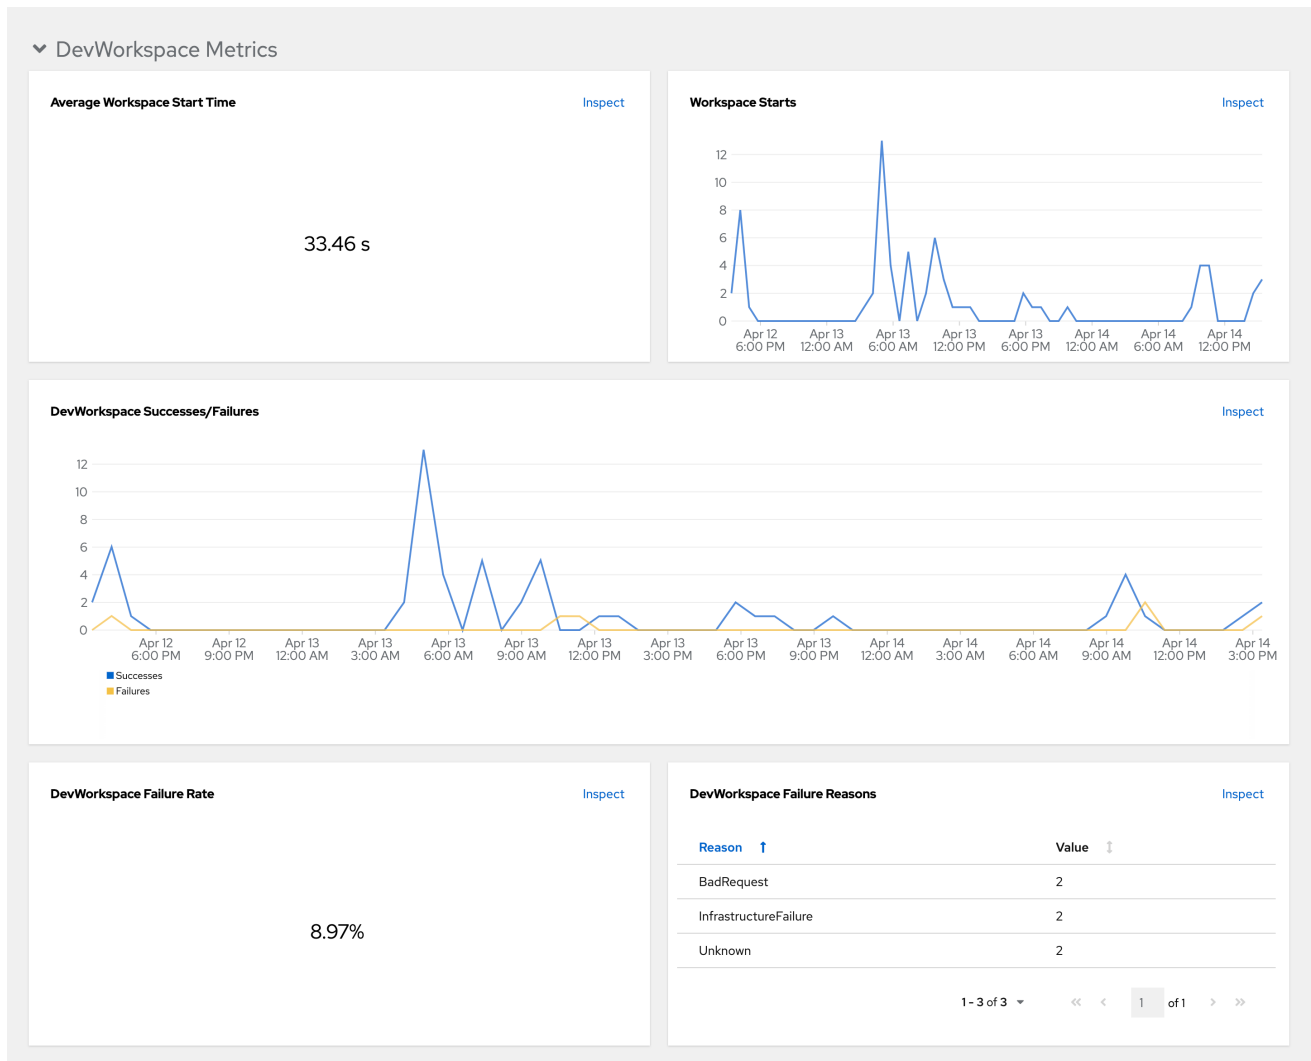 DevWorkspace Metrics
Average Workspace Start Time
Inspect
33.46 s
Workspace Starts
Inspect
12
10
8
6
4
2
0
Apr 12 Apr 13 Apr 13 Apr 13 Apr 13 Apr 14 Apr 14 Apr 14
6:00 PM 12:00 AM 6:00 AM 12:00 PM 6:00 PM 12:00 AM 6:00 AM 12:00 PM
DevWorkspace Successes/Failures
Inspect
12
10
8
6
4
2
0
Apr 12 Apr 12 Apr 13 Apr 13 Apr 13 Apr 13 Apr 13 Apr 13 Apr 13 Apr 13 Apr 14 Apr 14 Apr 14 Apr 14 Apr 14 Apr 14
6:00 PM 9:00 PM 12:00 AM 3:00 AM 6:00 AM 9:00 AM 12:00 PM 3:00 PM 6:00 PM 9:00 PM 12:00 AM 3:00 AM 6:00 AM 9:00 AM 12:00 PM 3:00 PM
Successes
Failures
DevWorkspace Failure Rate
Inspect
8.97%
DevWorkspace Failure Reasons
Inspect
Reason Value
BadRequest 2
InfrastructureFailure 2
Unknown 2
1 - 3 of 3 1 of 1